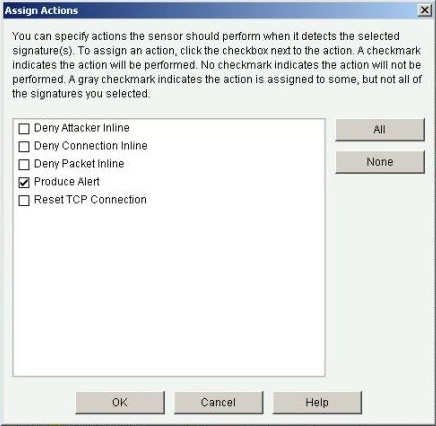 Assign Actions
You can specify actions the sensor should perform when it detects the selected
signature(s). To assign an action, click the checkbox next to the action. A checkmark
indicates the action will be performed. No checkmark indicates the action will not be
performed. A gray checkmark indicates the action is assigned to some, but not all of
the signatures you selected.
Deny Attacker Inline
Deny Connection Inline
Deny Packet Inline
Produce Alert
Reset TCP Connection
All
None
OK
Cancel
Help